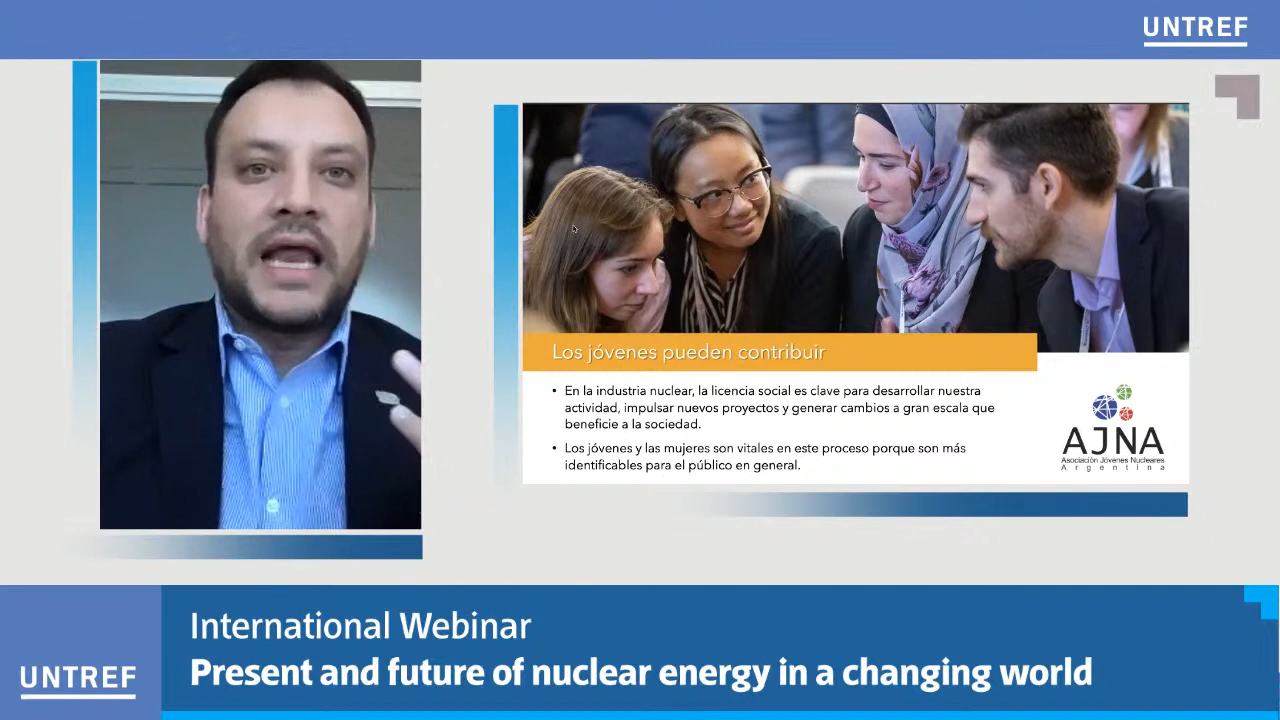 UNTREF
Los jóvenes pueden contribuir
• En la industria nuclear, la licencia social es clave para desarrollar nuestra
actividad, impulsar nuevos proyectos y generar cambios a gran escala que
beneficie a la sociedad.
• Los jóvenes y las mujeres son vitales en este proceso porque son más
identificables para el público en general.
AJNA
Asociación Jóvenes Nucleares
Argentina
International Webinar
UNTREF
Present and future of nuclear energy in a changing world